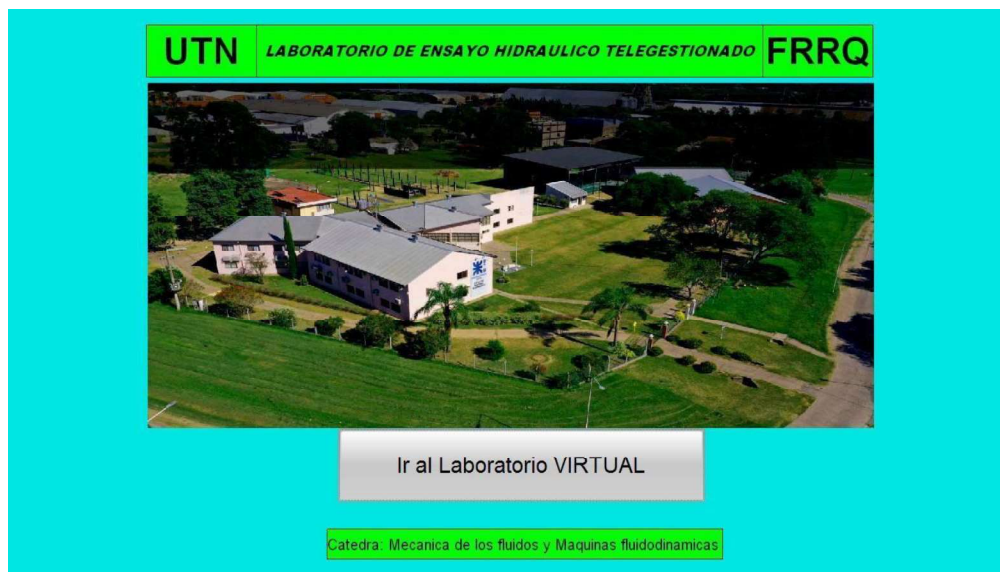 UTN LABORATORIO DE ENSAYO HIDRAULICO TELEGESTIONADO FRRQ
Ir al Laboratorio VIRTUAL
Catedra: Mecanica de los fluidos y Maquinas fluidodinamicas